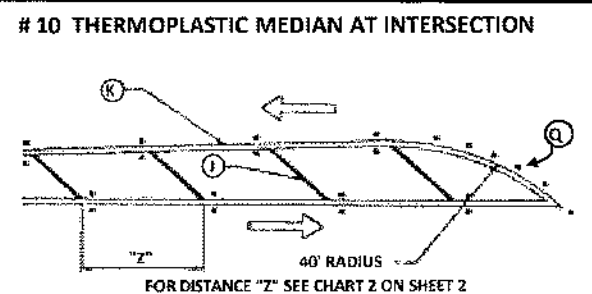 # 10 THERMOPLASTIC MEDIAN AT INTERSECTION
K
Q
J
"Z"
40' RADIUS
FOR DISTANCE "Z" SEE CHART 2 ON SHEET 2